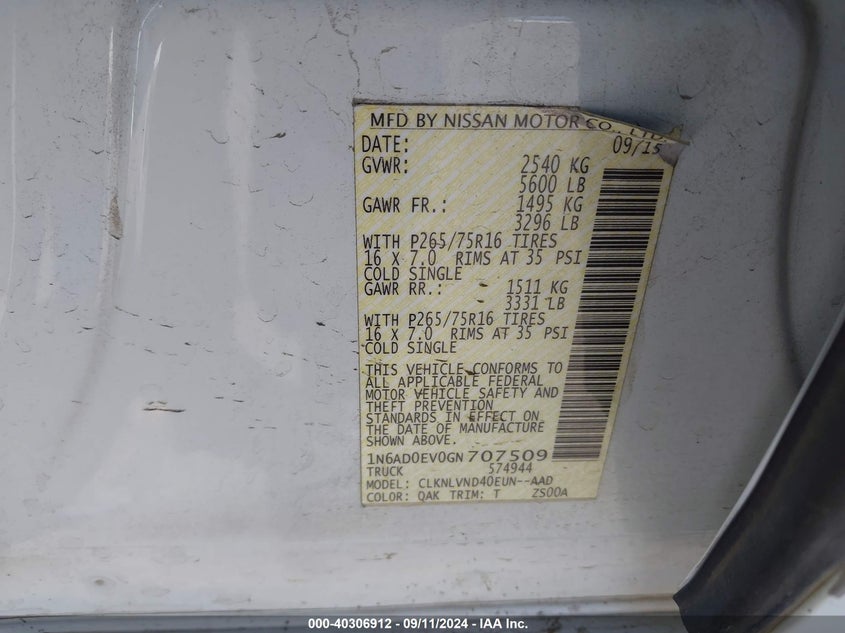 MFD BY NISSAN MOTOR CO., LTD.
DATE: 09/15
GVWR: 2540 KG
5600 LB
GAWR FR.: 1495 KG
3296 LB
WITH P265/75R16 TIRES
16 X 7.0 RIMS AT 35 PSI
COLD SINGLE
GAWR RR.: 1511 KG
3331 LB
WITH P265/75R16 TIRES
16 X 7.0 RIMS AT 35 PSI
COLD SINGLE
THIS VEHICLE CONFORMS TO
ALL APPLICABLE FEDERAL
MOTOR VEHICLE SAFETY AND
THEFT PREVENTION
STANDARDS IN EFFECT ON
THE DATE OF MANUFACTURE
SHOWN ABOVE.
1N6AD0EV0GN 707509
TRUCK 574944
MODEL: CLKNLVND40EUN--AAD
COLOR: QAK TRIM: T ZS00A
000-40306912 - 09/11/2024 - IAA Inc.